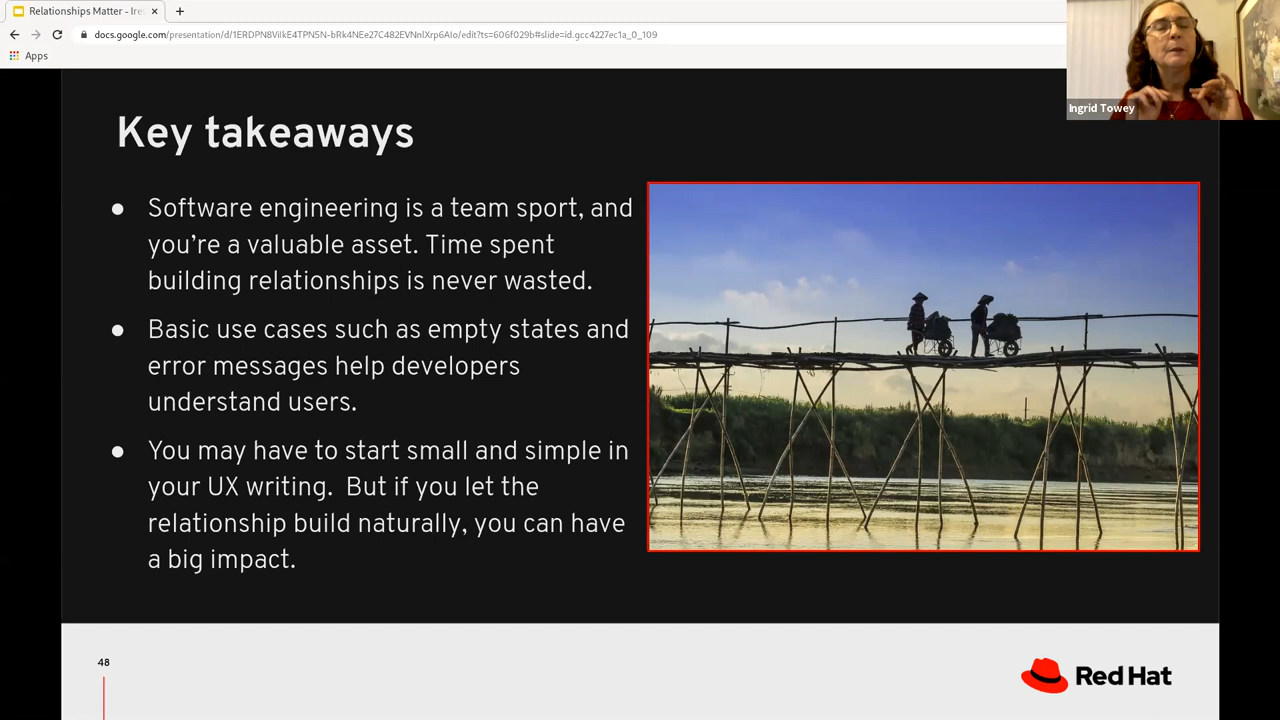 Relationships Matter - Ire
docs.google.com/presentation/d/1ERDPN8VilkE4TPN5N-bRk4NEe27C482EVNnlXrp6AIo/edit?ts=606f029b#slide=id.gcc4227ec1a_0_109
Apps
Ingrid Towey
Key takeaways
● Software engineering is a team sport, and
you’re a valuable asset. Time spent
building relationships is never wasted.
● Basic use cases such as empty states and
error messages help developers
understand users.
● You may have to start small and simple in
your UX writing.  But if you let the
relationship build naturally, you can have
a big impact.
48
Red Hat